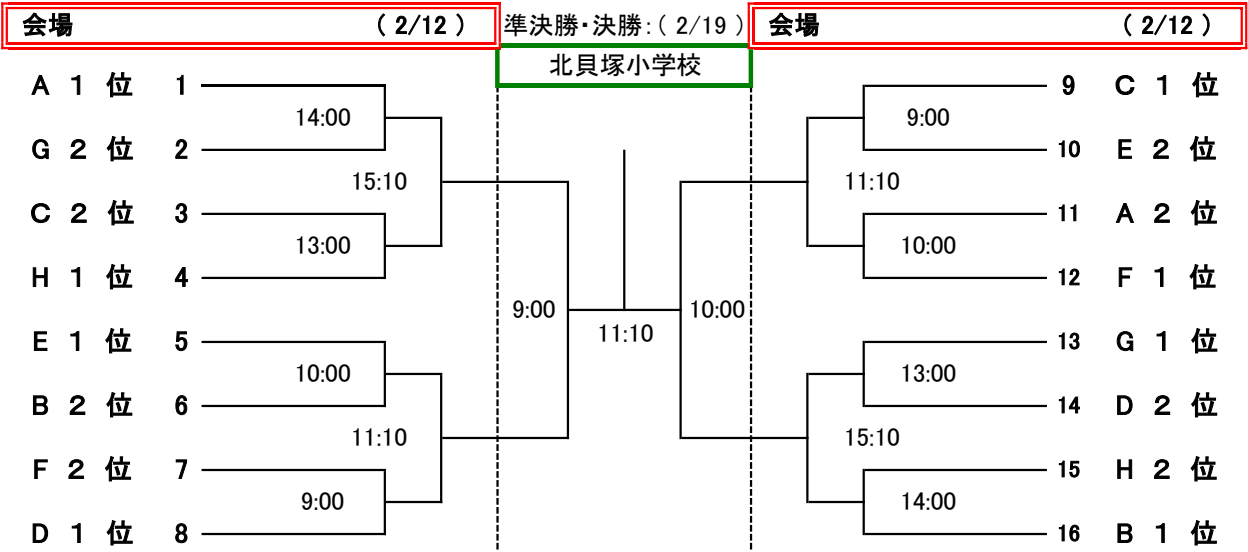 会場 （ 2/12 ） 準決勝・決勝:（ 2/19 ） 会場 （ 2/12 ）
北貝塚小学校
A 1 位 1 9 C 1 位
14:00 9:00
G 2 位 2 10 E 2 位
15:10 11:10
C 2 位 3 11 A 2 位
13:00 10:00
H 1 位 4 12 F 1 位
9:00 10:00
11:10
E 1 位 5 13 G 1 位
10:00 13:00
B 2 位 6 14 D 2 位
11:10 15:10
F 2 位 7 15 H 2 位
9:00 14:00
D 1 位 8 16 B 1 位